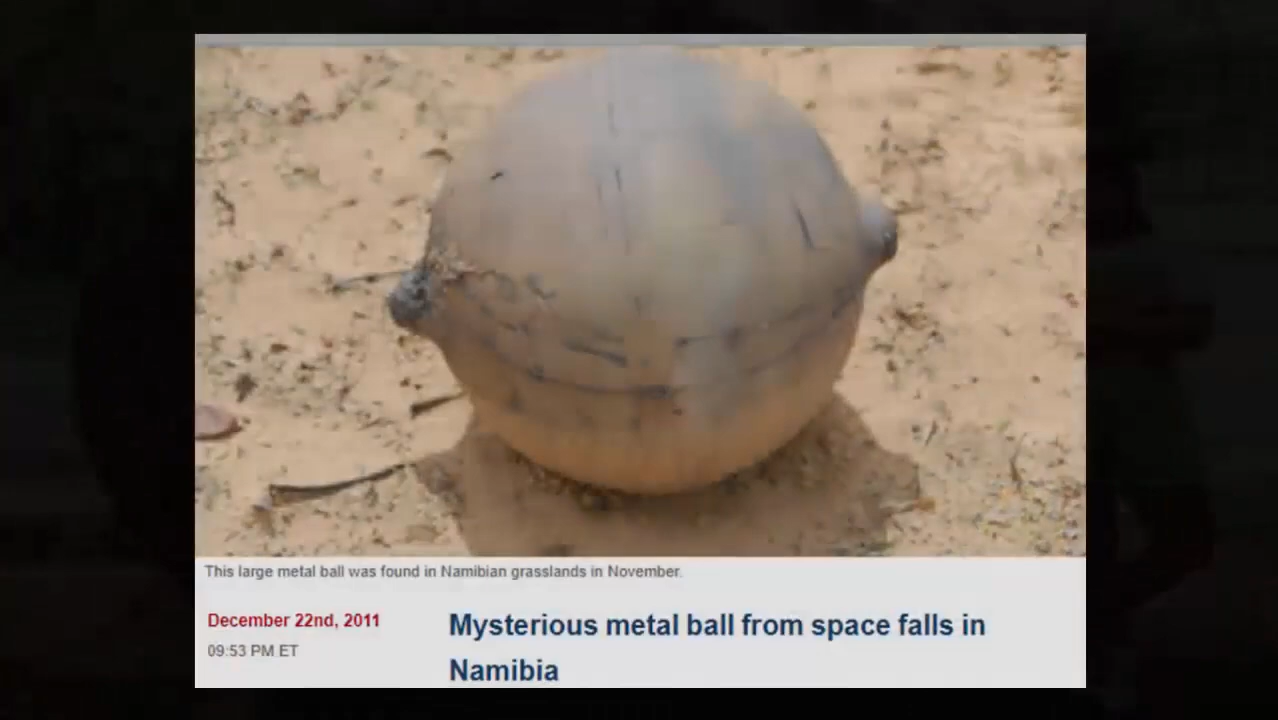 This large metal ball was found in Namibian grasslands in November.
December 22nd, 2011
09:53 PM ET
Mysterious metal ball from space falls in
Namibia